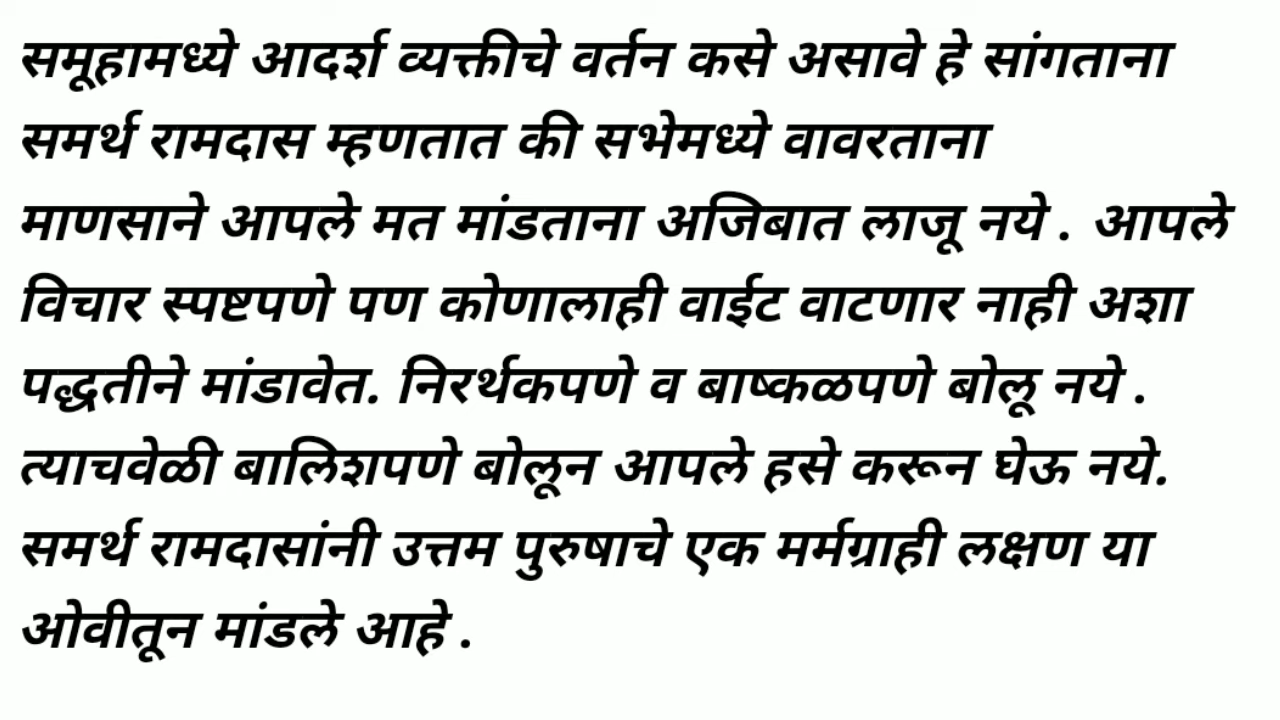 समूहामध्ये आदर्श व्यक्तीचे वर्तन कसे असावे हे सांगताना
समर्थ रामदास म्हणतात की सभेमध्ये वावरताना
माणसाने आपले मत मांडताना अजिबात लाजू नये . आपले
विचार स्पष्टपणे पण कोणालाही वाईट वाटणार नाही अशा
पद्धतीने मांडावेत. निरर्थकपणे व बाष्कळपणे बोलू नये .
त्याचवेळी बालिशपणे बोलून आपले हसे करून घेऊ नये.
समर्थ रामदासांनी उत्तम पुरुषाचे एक मर्मग्राही लक्षण या
ओवीतून मांडले आहे .